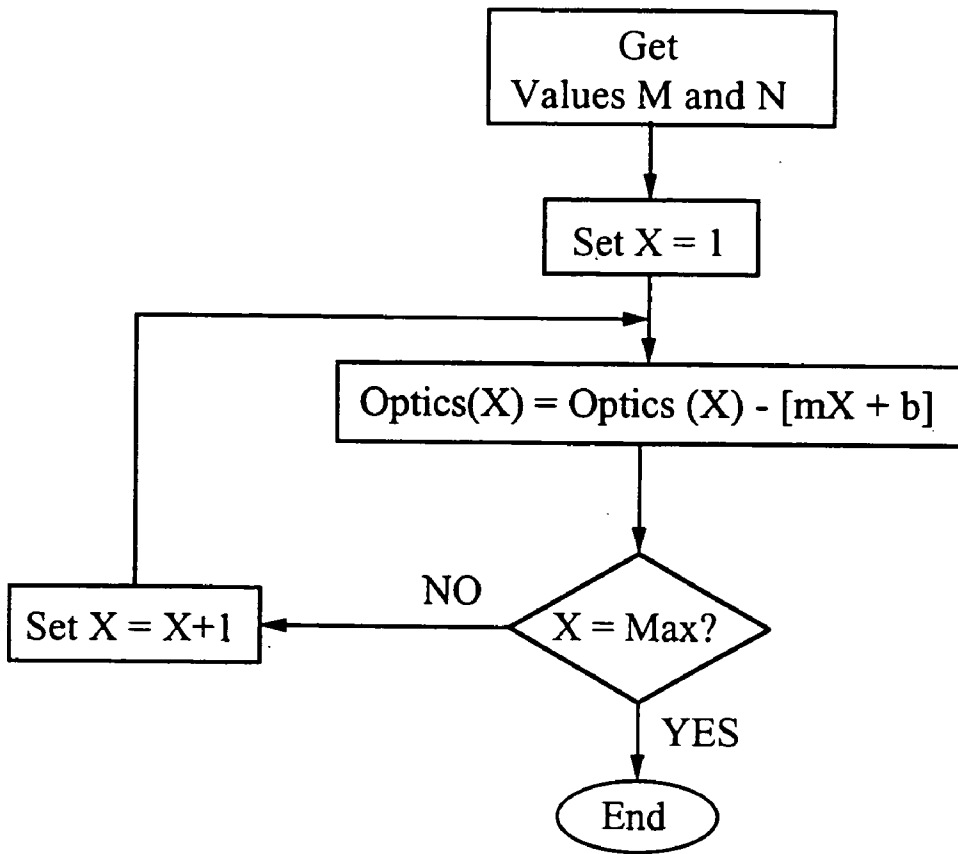 Get
Values M and N
Set X = 1
Optics(X) = Optics (X) - [mX + b]
NO
Set X = X+1
X = Max?
YES
End